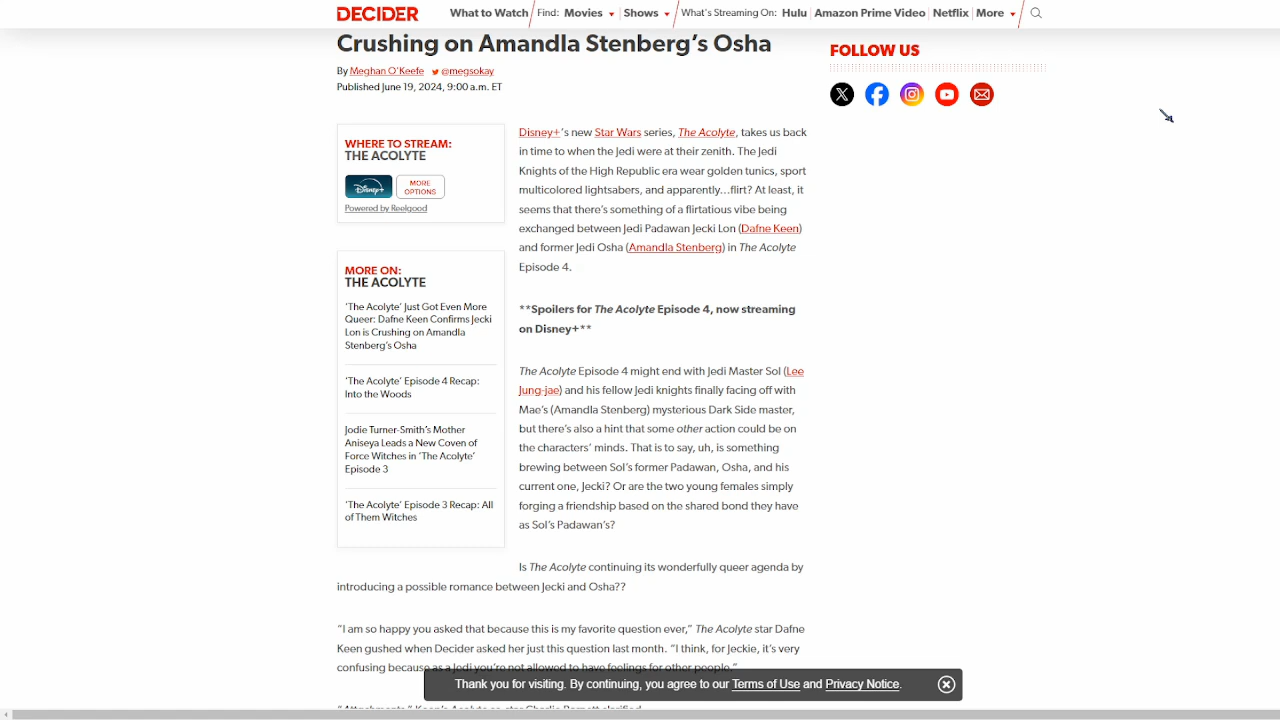 DECIDER
What to Watch Find: Movies Shows What's Streaming On: Hulu Amazon Prime Video Netflix More
Crushing on Amandla Stenberg's Osha
By Meghan O'Keefe @megsokay
Published June 19, 2024, 9:00 a.m. ET
FOLLOW US
WHERE TO STREAM:
THE ACOLYTE
Disney+
MORE
OPTIONS
Powered by Reelgood
MORE ON:
THE ACOLYTE
'The Acolyte' Just Got Even More
Queer: Dafne Keen Confirms Jecki
Lon is Crushing on Amandla
Stenberg's Osha
'The Acolyte' Episode 4 Recap:
Into the Woods
Jodie Turner-Smith's Mother
Aniseya Leads a New Coven of
Force Witches in 'The Acolyte'
Episode 3
'The Acolyte' Episode 3 Recap: All
of Them Witches
Disney+'s new Star Wars series, The Acolyte, takes us back
in time to when the Jedi were at their zenith. The Jedi
Knights of the High Republic era wear golden tunics, sport
multicolored lightsabers, and apparently…flirt? At least, it
seems that there's something of a flirtatious vibe being
exchanged between Jedi Padawan Jecki Lon (Dafne Keen)
and former Jedi Osha (Amandla Stenberg) in The Acolyte
Episode 4.
**Spoilers for The Acolyte Episode 4, now streaming
on Disney+**
The Acolyte Episode 4 might end with Jedi Master Sol (Lee
Jung-jae) and his fellow Jedi knights finally facing off with
Mae's (Amandla Stenberg) mysterious Dark Side master,
but there's also a hint that some other action could be on
the characters' minds. That is to say, uh, is something
brewing between Sol's former Padawan, Osha, and his
current one, Jecki? Or are the two young females simply
forging a friendship based on the shared bond they have
as Sol's Padawan's?
Is The Acolyte continuing its wonderfully queer agenda by
introducing a possible romance between Jecki and Osha??
"I am so happy you asked that because this is my favorite question ever," The Acolyte star Dafne
Keen gushed when Decider asked her just this question last month. "I think, for Jeckie, it's very
confusing because as a Jedi you're not allowed to have feelings for other people."
Thank you for visiting. By continuing, you agree to our Terms of Use and Privacy Notice.